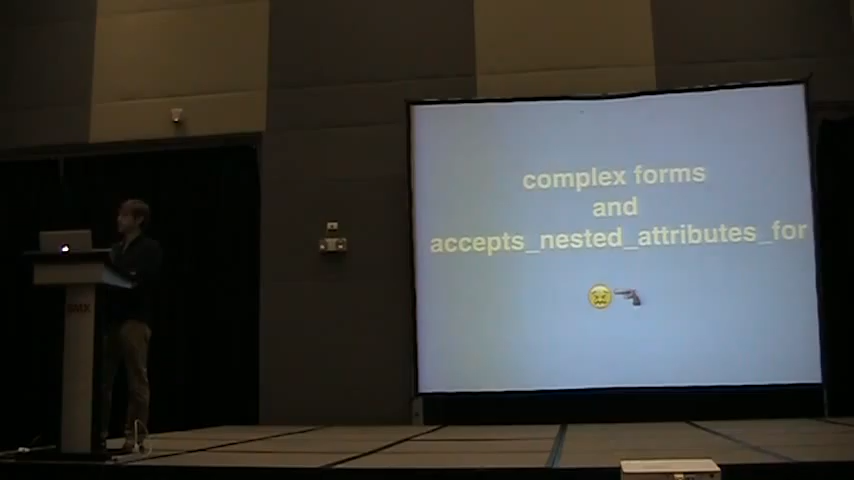 complex forms
and
accepts_nested_attributes_for